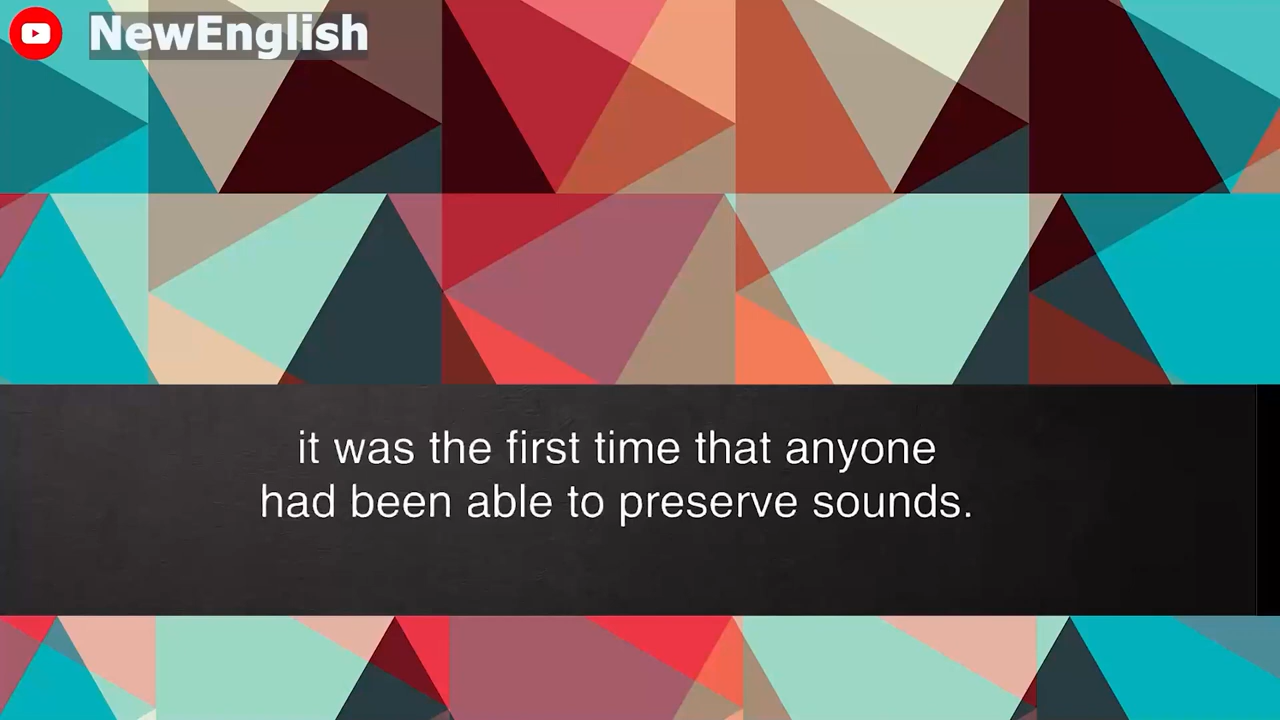 NewEnglish
it was the first time that anyone
had been able to preserve sounds.